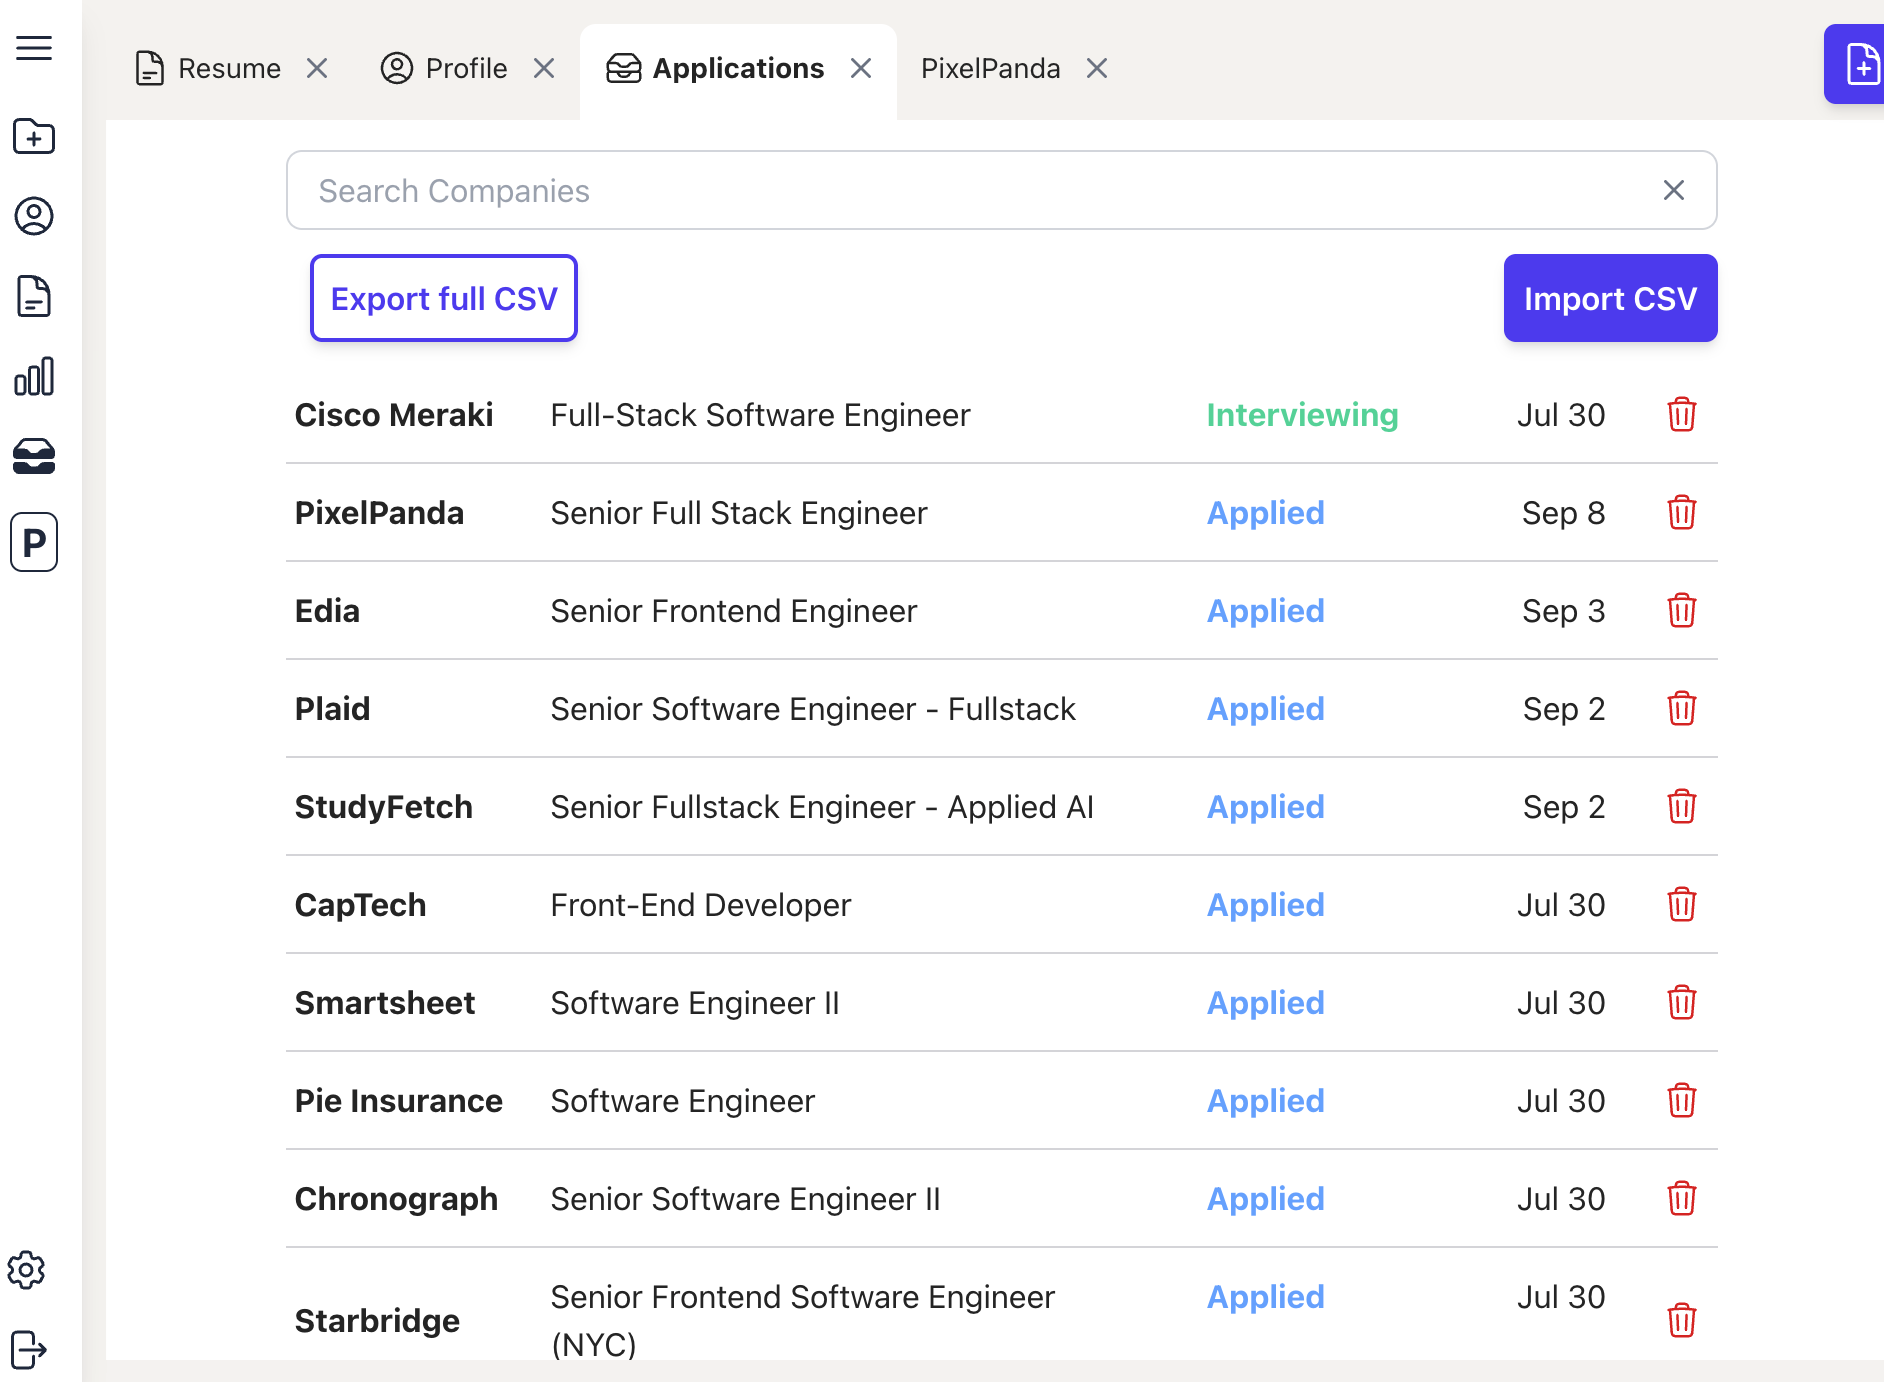 Resume
Profile
Applications
PixelPanda
Search Companies
Export full CSV
Import CSV
Cisco Meraki Full-Stack Software Engineer Interviewing Jul 30
PixelPanda Senior Full Stack Engineer Applied Sep 8
P
Edia Senior Frontend Engineer Applied Sep 3
Plaid Senior Software Engineer - Fullstack Applied Sep 2
StudyFetch Senior Fullstack Engineer - Applied AI Applied Sep 2
CapTech Front-End Developer Applied Jul 30
Smartsheet Software Engineer II Applied Jul 30
Pie Insurance Software Engineer Applied Jul 30
Chronograph Senior Software Engineer II Applied Jul 30
Starbridge Senior Frontend Software Engineer Applied Jul 30
(NYC)